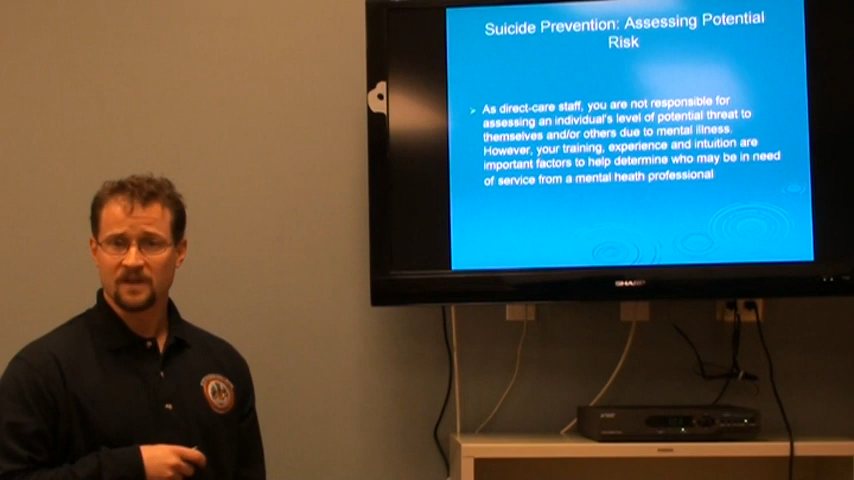 Suicide Prevention: Assessing Potential
Risk
As direct-care staff, you are not responsible for
assessing an individual's level of potential threat to
themselves and/or others due to mental illness.
However, your training, experience and intuition are
important factors to help determine who may be in need
of service from a mental heath professional
SHARP